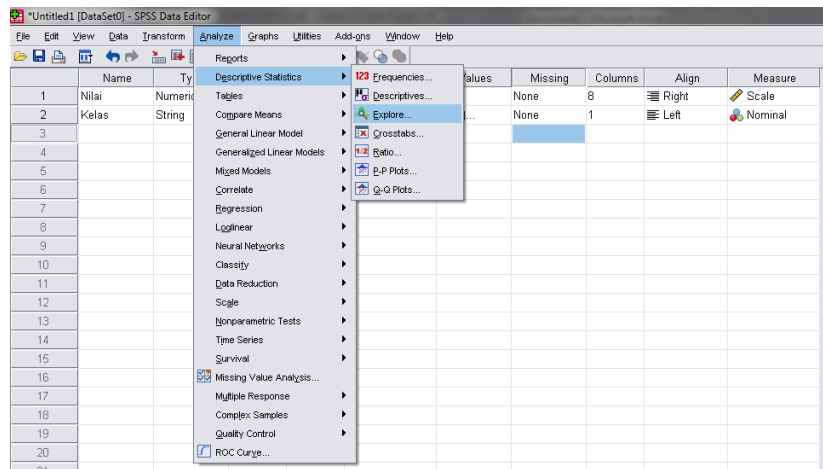 *Untitled1 [DataSet0] - SPSS Data Editor
File Edit View Data Transform Analyze Graphs Utilities Add-ons Window Help
Name Ty Values Missing Columns Align Measure
1 Nilai Numeric None 8 Right Scale
2 Kelas String }... None 1 Left Nominal
3
4
5
6
7
8
9
10
11
12
13
14
15
16
17
18
19
20
Reports
Descriptive Statistics
Tables
Compare Means
General Linear Model
Generalized Linear Models
Mixed Models
Correlate
Regression
Loglinear
Neural Networks
Classify
Data Reduction
Scale
Nonparametric Tests
Time Series
Survival
Missing Value Analysis...
Multiple Response
Complex Samples
Quality Control
ROC Curve...
123 Frequencies...
Descriptives...
Explore...
Crosstabs...
1/2 Ratio...
P-P Plots...
Q-Q Plots...